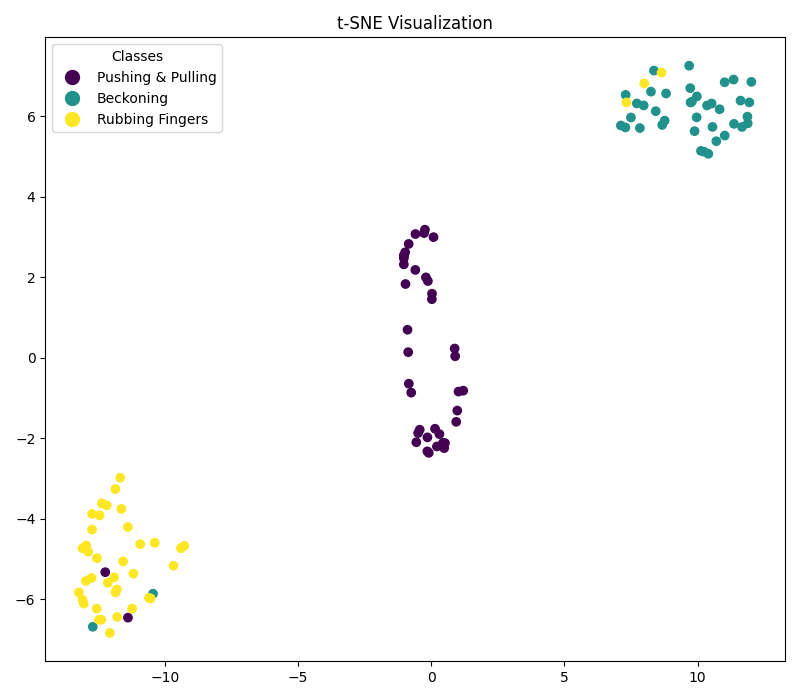 t-SNE Visualization
Classes
Pushing & Pulling
Beckoning
Rubbing Fingers
6
4
2
0
−2
−4
−6
−10
−5
0
5
10